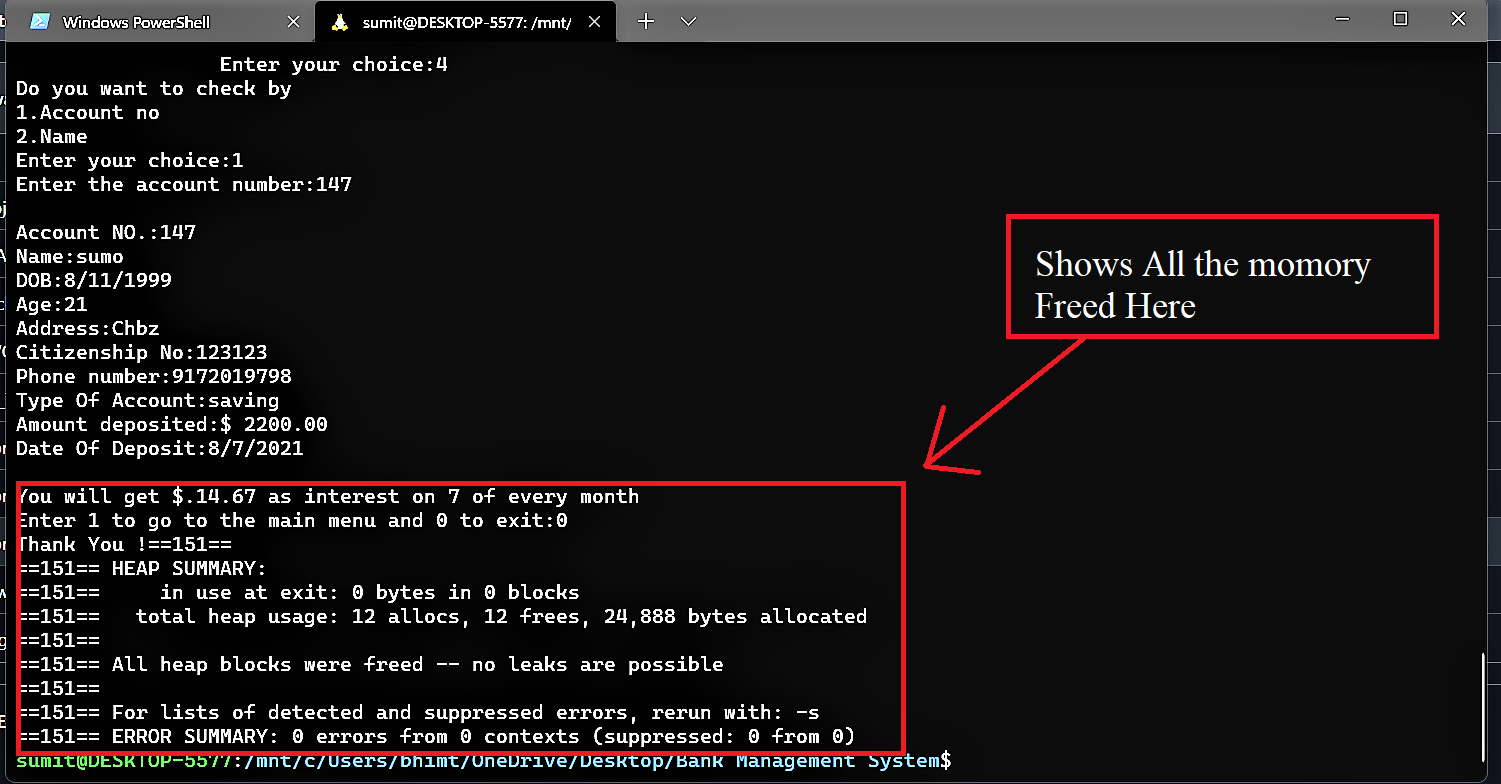 Windows PowerShell
sumit@DESKTOP-5577: /mnt/
Enter your choice:4
Do you want to check by
1.Account no
2.Name
Enter your choice:1
Enter the account number:147
Account NO.:147
Name:sumo
DOB:8/11/1999
Age:21
Address:Chbz
Citizenship No:123123
Phone number:9172019798
Type Of Account:saving
Amount deposited:$ 2200.00
Date Of Deposit:8/7/2021
Shows All the momory
Freed Here
You will get $.14.67 as interest on 7 of every month
Enter 1 to go to the main menu and 0 to exit:0
Thank You !==151==
==151== HEAP SUMMARY:
==151==     in use at exit: 0 bytes in 0 blocks
==151==   total heap usage: 12 allocs, 12 frees, 24,888 bytes allocated
==151==
==151== All heap blocks were freed -- no leaks are possible
==151==
==151== For lists of detected and suppressed errors, rerun with: -s
==151== ERROR SUMMARY: 0 errors from 0 contexts (suppressed: 0 from 0)
sumit@DESKTOP-5577:/mnt/c/Users/bhimt/OneDrive/Desktop/Bank Management System$